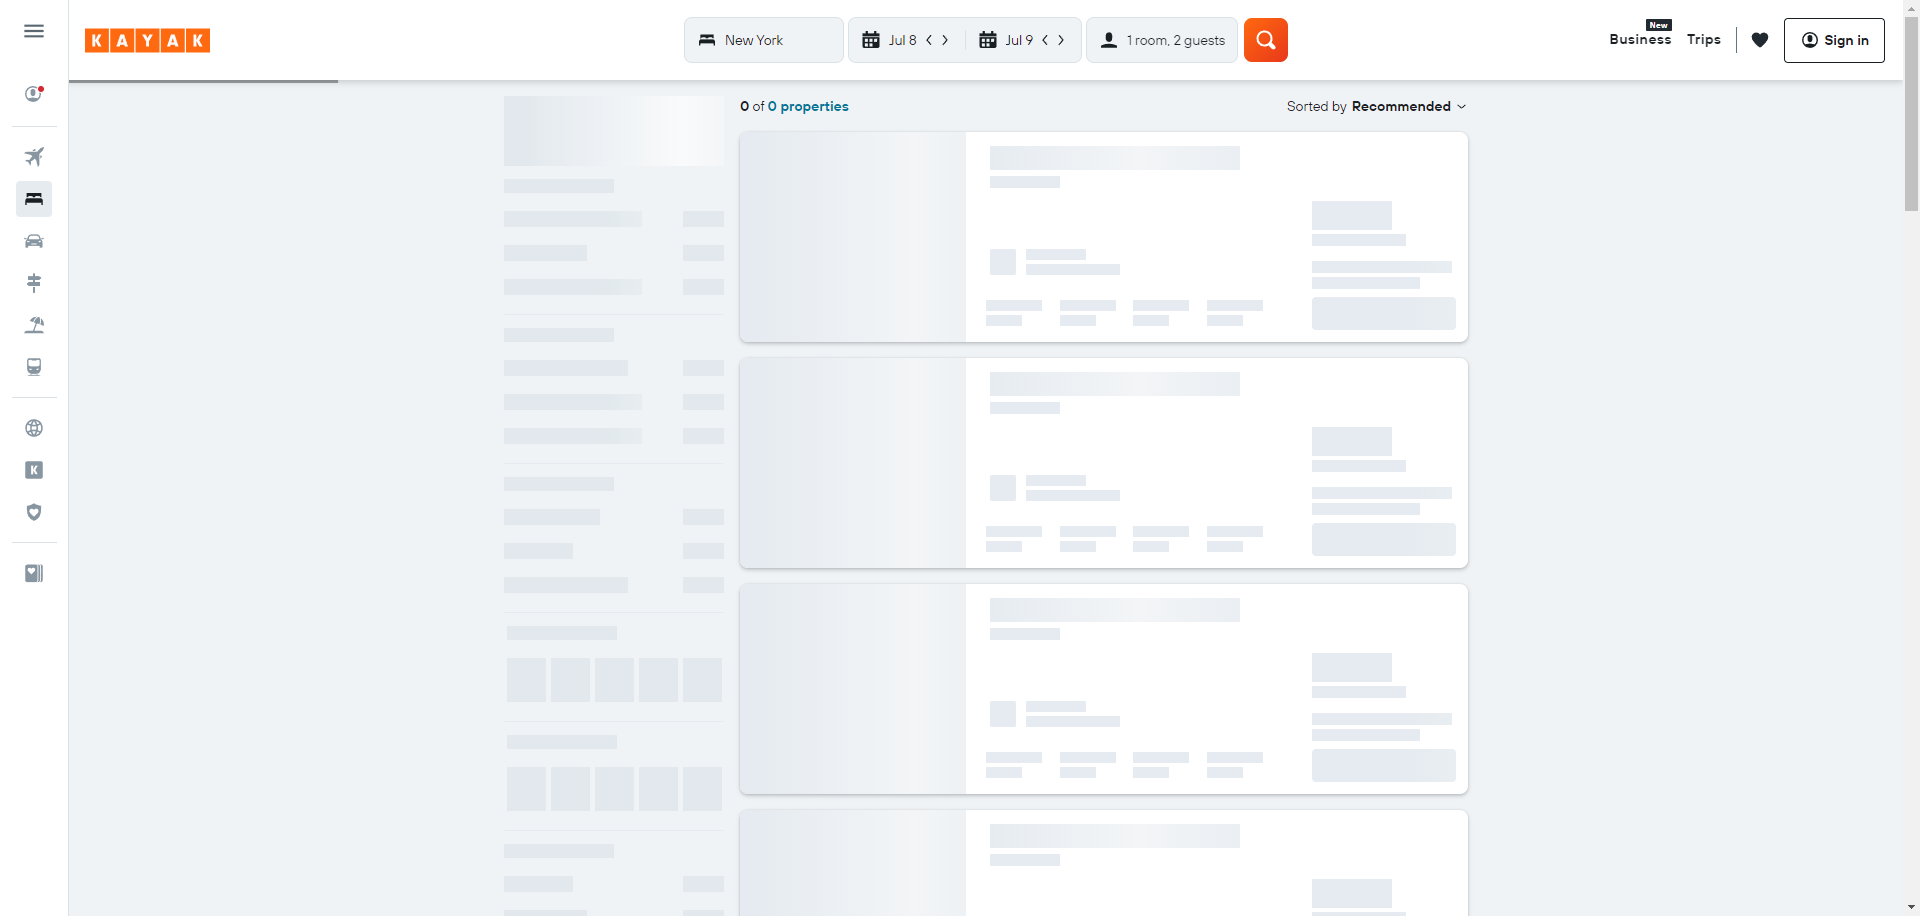 KAYAK
New York
Jul 8
Jul 9
1 room, 2 guests
New
Business
Trips
Sign in
0 of 0 properties
Sorted by Recommended
K